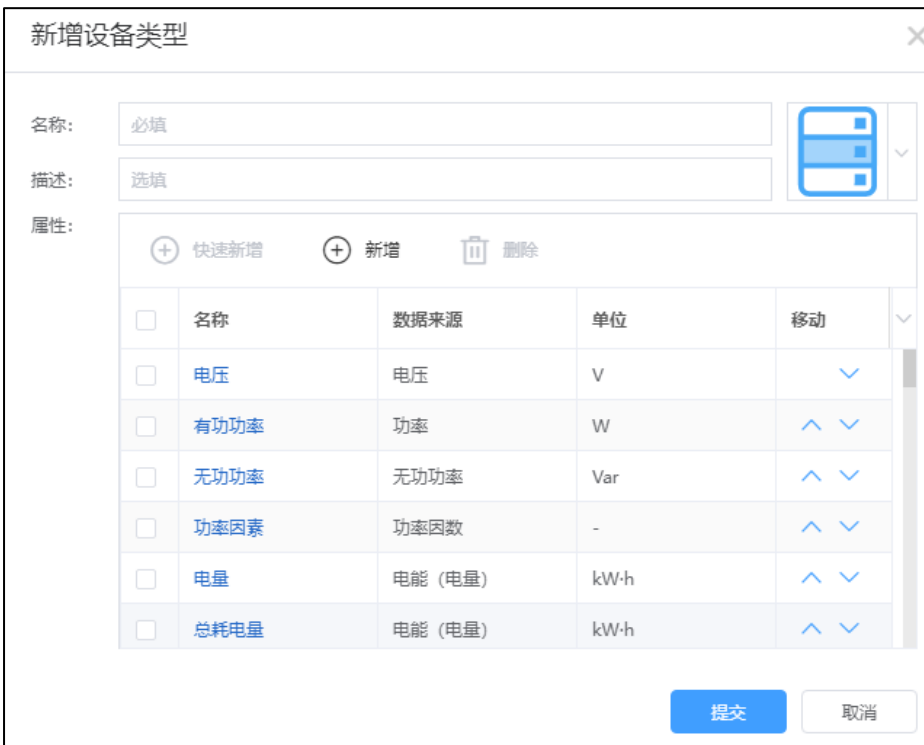 新增设备类型
名称: 必填
描述: 选填
属性:
快速新增 新增 删除
名称 数据来源 单位 移动
电压 电压 V
有功功率 功率 W
无功功率 无功功率 Var
功率因素 功率因数 -
电量 电能 (电量) kW·h
总耗电量 电能 (电量) kW·h
提交 取消